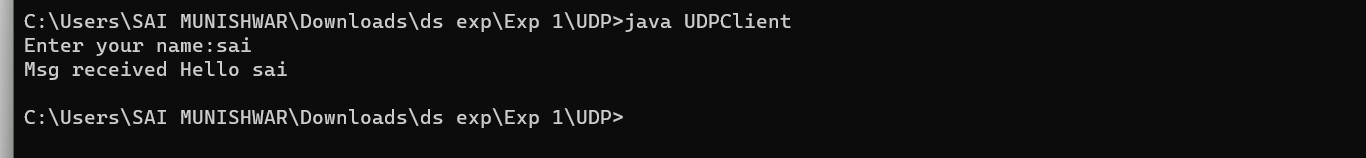 C:\Users\SAI MUNISHWAR\Downloads\ds exp\Exp 1\UDP>java UDPClient
Enter your name:sai
Msg received Hello sai
C:\Users\SAI MUNISHWAR\Downloads\ds exp\Exp 1\UDP>